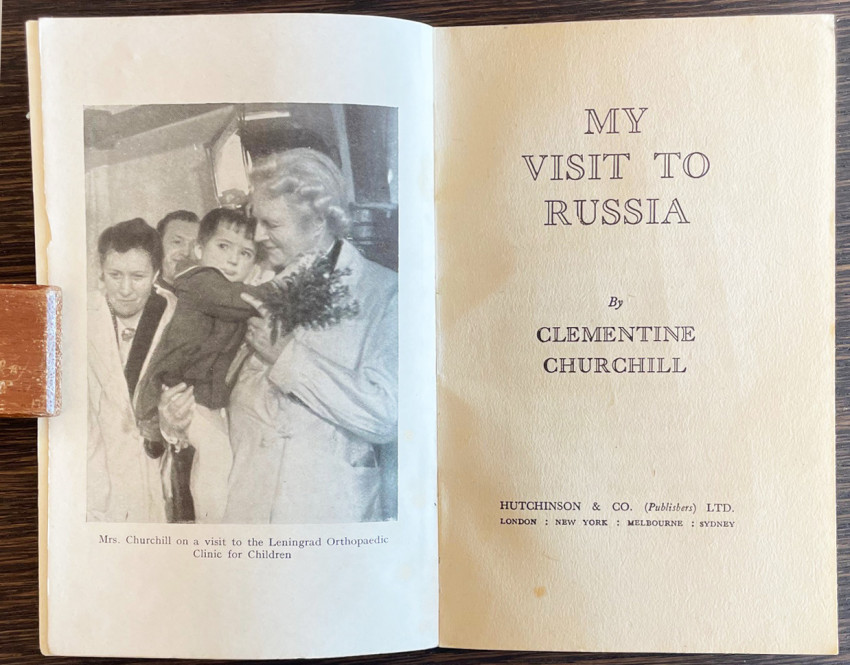 Mrs. Churchill on a visit to the Leningrad Orthopaedic
Clinic for Children
MY
VISIT TO
RUSSIA
By
CLEMENTINE
CHURCHILL
HUTCHINSON & CO. (Publishers) LTD.
LONDON : NEW YORK : MELBOURNE : SYDNEY